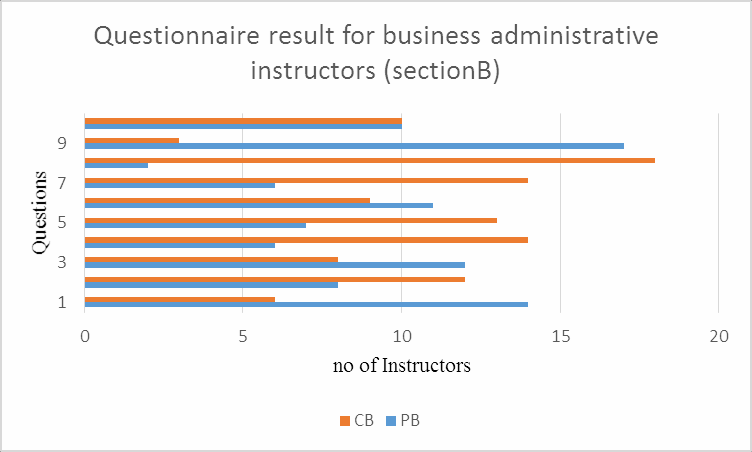 Questionnaire result for business administrative
instructors (sectionB)
9
7
5
3
1
Questions
0 5 10 15 20
no of Instructors
CB PB